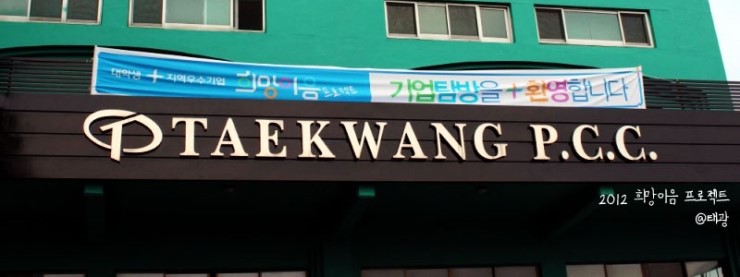 대학생 + 지역우수기업 희망이음 프로젝트 기업탐방을 + 환영합니다
TAEKWANG P.C.C.
2012 희망이음 프로젝트
@태광